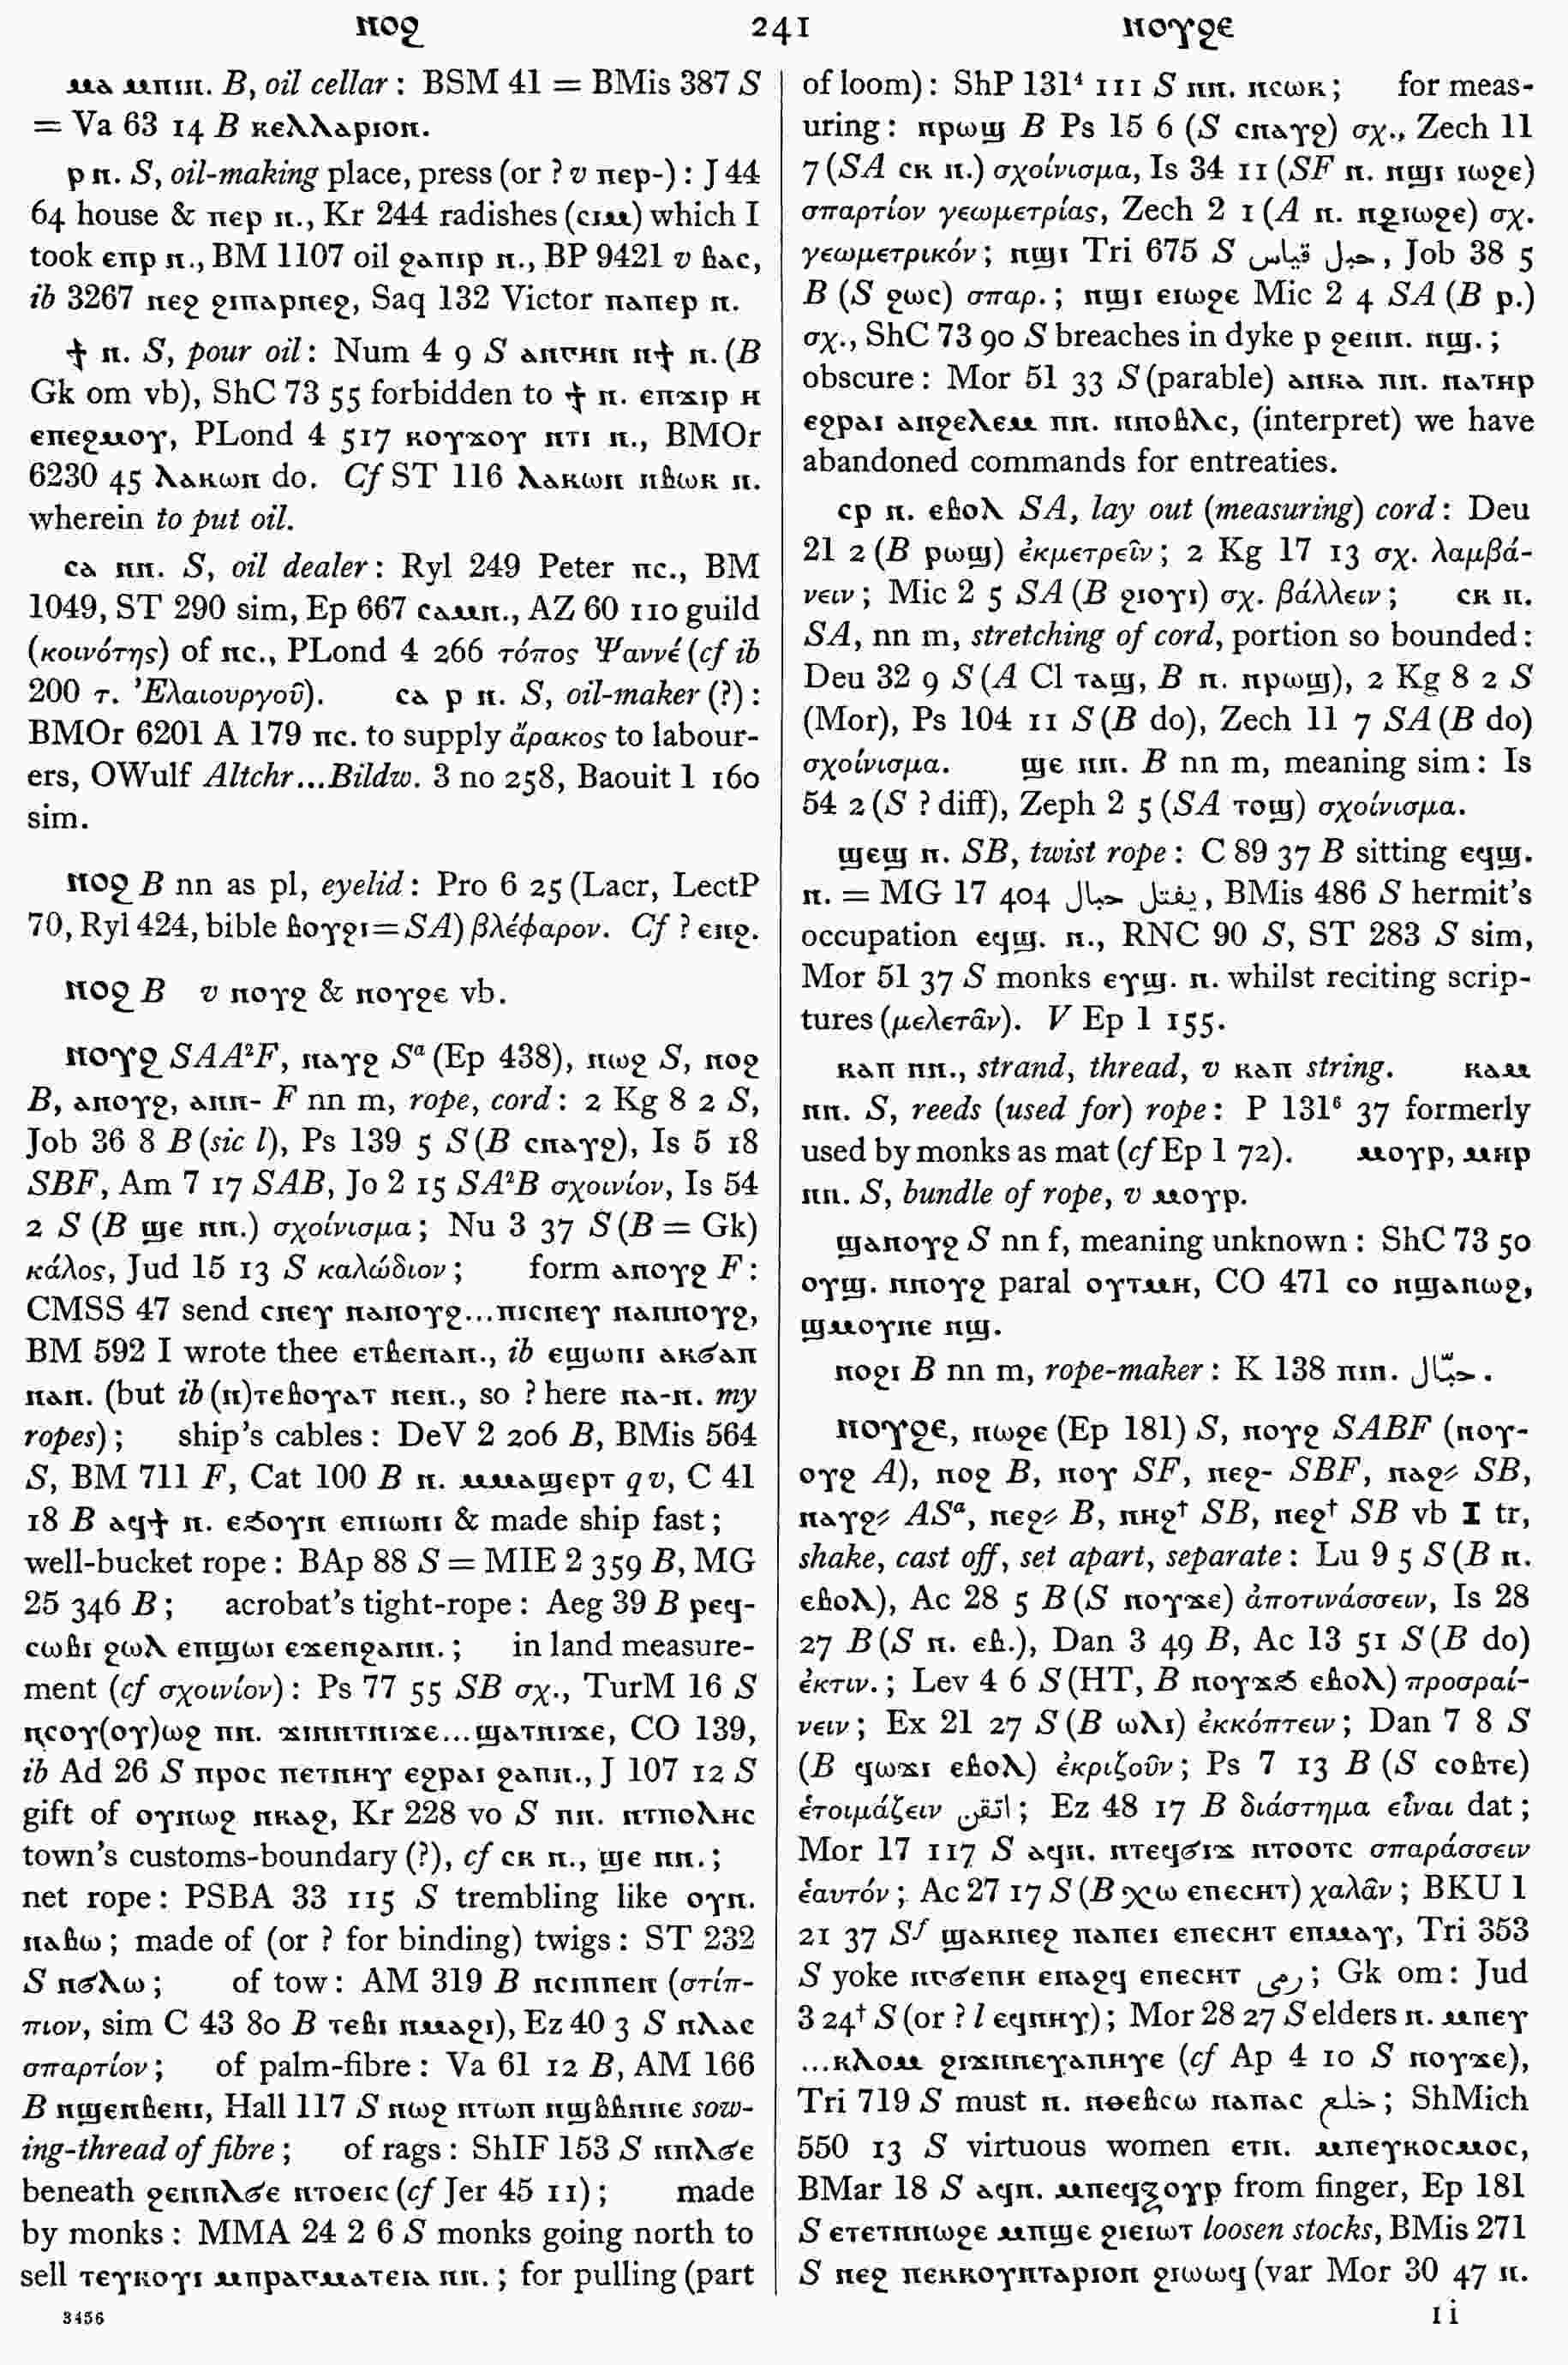 ⲛⲟϩ 241 ⲛⲟⲩϩⲉ
ⲙⲁ ⲙⲡⲛ. B, oil cellar : BSM 41 = BMis 387 S
= Va 63 14 B ⲕⲉⲗⲗⲁⲣⲓⲟⲛ.
ⲣ ⲛ. S, oil-making place, press (or ? v ⲡⲉⲣ-) : J 44
64 house & ⲡⲉⲣ ⲛ., Kr 244 radishes (ⲥⲓⲙ) which I
took ⲉⲡⲣ ⲛ., BM 1107 oil ϩⲁⲡⲓⲣ ⲛ., BP 9421 v ⲃⲁⲥ,
ib 3267 ⲛⲉϩ ϩⲓⲡⲁⲣⲛⲉϩ, Saq 132 Victor ⲡⲁⲡⲉⲣ ⲛ.
ϯ ⲛ. S, pour oil : Num 4 9 S ⲁⲛⲅⲏⲛ ⲛϯ ⲛ. (B
Gk om vb), ShC 73 55 forbidden to ϯ ⲛ. ⲉⲡϫⲓⲣ ⲏ
ⲉⲡⲉϩⲙⲟⲩ, PLond 4 517 ⲕⲟⲩϫⲟⲩ ⲛⲧⲓ ⲛ., BMOr
6230 45 ⲗⲁⲕⲱⲛ do. Cf ST 116 ⲗⲁⲕⲱⲛ ⲛⲃⲱⲕ ⲛ.
wherein to put oil.
ⲥⲁ ⲛⲛ. S, oil dealer : Ryl 249 Peter ⲡⲥ., BM
1049, ST 290 sim, Ep 667 ⲥⲁⲙⲛ., AZ 60 110 guild
(κοινότης) of ⲛⲥ., PLond 4 266 τόπος Ψαννέ (cf ib
200 τ. Ἐλαιουργοῦ). ⲥⲁ ⲣ ⲛ. S, oil-maker (?) :
BMOr 6201 A 179 ⲡⲥ. to supply ἄρακος to labour-
ers, OWulf Altchr...Bildw. 3 no 258, Baouit 1 160
sim.
ⲛⲟϩ B nn as pl, eyelid : Pro 6 25 (Lacr, LectP
70, Ryl 424, bible ⲃⲟⲩϩⲓ = SA) βλέφαρον. Cf ? ⲉⲛϩ.
ⲛⲟϩ B v ⲛⲟⲩϩ & ⲛⲟⲩϩⲉ vb.
ⲛⲟⲩϩ SAA²F, ⲛⲁⲩϩ Sᵃ (Ep 438), ⲛⲱϩ S, ⲛⲟϩ
B, ⲁⲛⲟⲩϩ, ⲁⲛⲛ- F nn m, rope, cord : 2 Kg 8 2 S,
Job 36 8 B (sic l), Ps 139 5 S (B ⲥⲛⲁⲩϩ), Is 5 18
SBF, Am 7 17 SAB, Jo 2 15 SA²B σχοινίον, Is 54
2 S (B ϣⲉ ⲛⲛ.) σχοίνισμα ; Nu 3 37 S (B = Gk)
κάλος, Jud 15 13 S καλώδιον ; form ⲁⲛⲟⲩϩ F :
CMSS 47 send ⲥⲛⲉⲩ ⲛⲁⲛⲟⲩϩ...ⲡⲓⲥⲛⲉⲩ ⲛⲁⲛⲛⲟⲩϩ,
BM 592 I wrote thee ⲉⲧⲃⲉⲛⲁⲛ., ib ⲉϣⲱⲡⲓ ⲁⲕϭⲁⲡ
ⲛⲁⲛ. (but ib (ⲛ)ⲧⲉⲃⲟⲩⲁⲧ ⲛⲉⲛ., so ? here ⲛⲁ-ⲛ. my
ropes) ; ship's cables : DeV 2 206 B, BMis 564
S, BM 711 F, Cat 100 B ⲛ. ⲙⲙⲁϣⲉⲣⲧ q v, C 41
18 B ⲁϥϯ ⲛ. ⲉϧⲟⲩⲛ ⲉⲡⲓⲱⲛⲓ & made ship fast ;
well-bucket rope : BAp 88 S = MIE 2 359 B, MG
25 346 B ; acrobat's tight-rope : Aeg 39 B ⲣⲉϥ-
ⲥⲱⲃⲓ ϩⲱⲗ ⲉⲡϣⲱⲓ ⲉϫⲉⲛϩⲁⲛⲛ. ; in land measure-
ment (cf σχοινίον) : Ps 77 55 SB σχ., TurM 16 S
ⲡⲥⲟⲩ(ⲟⲩ)ⲱϩ ⲛⲛ. ϫⲓⲛⲛⲧⲛⲓϫⲉ...ϣⲁⲧⲛⲓϫⲉ, CO 139,
ib Ad 26 S ⲡⲣⲟⲥ ⲡⲉⲧⲛⲏⲩ ⲉϩⲣⲁⲓ ϩⲁⲛⲛ., J 107 12 S
gift of ⲟⲩⲛⲱϩ ⲛⲕⲁϩ, Kr 228 vo S ⲛⲛ. ⲛⲧⲡⲟⲗⲏⲥ
town's customs-boundary (?), cf ⲥⲕ ⲛ., ϣⲉ ⲛⲛ. ;
net rope : PSBA 33 115 S trembling like ⲟⲩⲛ.
ⲛⲁⲃⲱ ; made of (or ? for binding) twigs : ST 232
S ⲛϭⲗⲱ ; of tow : AM 319 B ⲛⲥⲓⲡⲡⲉⲛ (στίπ-
πιον, sim C 43 80 B ⲧⲉⲃⲓ ⲛⲙⲁϩⲓ), Ez 40 3 S ⲛⲗⲁⲥ
σπαρτίον ; of palm-fibre : Va 61 12 B, AM 166
B ⲛϣⲉⲛⲃⲉⲛⲓ, Hall 117 S ⲛⲱϩ ⲛⲧⲱⲡ ⲛϣⲃⲃⲛⲛⲉ sow-
ing-thread of fibre ; of rags : ShIF 153 S ⲛⲡⲗϭⲉ
beneath ϩⲉⲛⲡⲗϭⲉ ⲛⲧⲟⲉⲓⲥ (cf Jer 45 11) ; made
by monks : MMA 24 2 6 S monks going north to
sell ⲧⲉⲩⲕⲟⲩⲓ ⲙⲡⲣⲁⲅⲙⲁⲧⲉⲓⲁ ⲛⲛ. ; for pulling (part
of loom) : ShP 131⁴ 111 S ⲛⲛ. ⲛⲥⲱⲕ ; for meas-
uring : ⲛⲣⲱϣ B Ps 15 6 (S ⲥⲛⲁⲩϩ) σχ., Zech 11
7 (SA ⲥⲕ ⲛ.) σχοίνισμα, Is 34 11 (SF ⲛ. ⲛϣⲓ ⲓⲱϩⲉ)
σπαρτίον γεωμετρίας, Zech 2 1 (A ⲛ. ⲛϩⲓⲱϩⲉ) σχ.
γεωμετρικόν ; ⲛϣⲓ Tri 675 S حبل قياس, Job 38 5
B (S ϩⲱⲥ) σπαρ. ; ⲛϣⲓ ⲉⲓⲱϩⲉ Mic 2 4 SA (B ⲣ.)
σχ., ShC 73 90 S breaches in dyke ⲣ ϩⲉⲛⲛ. ⲛϣ. ;
obscure : Mor 51 33 S (parable) ⲁⲛⲕⲁ ⲛⲛ. ⲛⲁⲧⲏⲣ
ⲉϩⲣⲁⲓ ⲁⲛϩⲉⲗⲉⲙ ⲛⲛ. ⲛⲛⲟⲃⲗⲥ, (interpret) we have
abandoned commands for entreaties.
ⲥⲣ ⲛ. ⲉⲃⲟⲗ SA, lay out (measuring) cord : Deu
21 2 (B ⲣⲱϣ) ἐκμετρεῖν ; 2 Kg 17 13 σχ. λαμβά-
νειν ; Mic 2 5 SA (B ϩⲓⲟⲩⲓ) σχ. βάλλειν ; ⲥⲕ ⲛ.
SA, nn m, stretching of cord, portion so bounded :
Deu 32 9 S (A Cl ⲧⲁϣ, B ⲛ. ⲛⲣⲱϣ), 2 Kg 8 2 S
(Mor), Ps 104 11 S (B do), Zech 11 7 SA (B do)
σχοίνισμα. ϣⲉ ⲛⲛ. B nn m, meaning sim : Is
54 2 (S ? diff), Zeph 2 5 (SA ⲧⲟϣ) σχοίνισμα.
ϣⲉϣ ⲛ. SB, twist rope : C 89 37 B sitting ⲉϥϣ.
ⲛ. = MG 17 404 يفتل حبال, BMis 486 S hermit's
occupation ⲉϥϣ. ⲛ., RNC 90 S, ST 283 S sim,
Mor 51 37 S monks ⲉⲩϣ. ⲛ. whilst reciting scrip-
tures (μελετᾶν). V Ep 1 155.
ⲕⲁⲡ ⲛⲛ., strand, thread, v ⲕⲁⲡ string. ⲕⲁⲙ
ⲛⲛ. S, reeds (used for) rope : P 131⁶ 37 formerly
used by monks as mat (cf Ep 1 72). ⲙⲟⲩⲣ, ⲙⲏⲣ
ⲛⲛ. S, bundle of rope, v ⲙⲟⲩⲣ.
ϣⲁⲛⲟⲩϩ S nn f, meaning unknown : ShC 73 50
ⲟⲩϣ. ⲛⲛⲟⲩϩ paral ⲟⲩⲧⲙⲏ, CO 471 ⲥⲟ ⲛϣⲁⲛⲱϩ,
ϣⲙⲟⲩⲛⲉ ⲛϣ.
ⲛⲟϩⲓ B nn m, rope-maker : K 138 ⲡⲓⲛ. حبّال.
ⲛⲟⲩϩⲉ, ⲛⲱϩⲉ (Ep 181) S, ⲛⲟⲩϩ SABF (ⲛⲟⲩ-
ⲟⲩϩ A), ⲛⲟϩ B, ⲛⲟⲩ SF, ⲛⲉϩ- SBF, ⲛⲁϩ⸗ SB,
ⲛⲁⲩϩ⸗ ASᵃ, ⲛⲉϩ⸗ B, ⲛⲏϩ† SB, ⲛⲉϩ† SB vb I tr,
shake, cast off, set apart, separate : Lu 9 5 S (B ⲛ.
ⲉⲃⲟⲗ), Ac 28 5 B (S ⲛⲟⲩϫⲉ) ἀποτινάσσειν, Is 28
27 B (S ⲛ. ⲉⲃ.), Dan 3 49 B, Ac 13 51 S (B do)
ἐκτιν. ; Lev 4 6 S (HT, B ⲛⲟⲩϫϧ ⲉⲃⲟⲗ) προσραί-
νειν ; Ex 21 27 S (B ⲱⲗⲓ) ἐκκόπτειν ; Dan 7 8 S
(B ϥⲱϫⲓ ⲉⲃⲟⲗ) ἐκριζοῦν ; Ps 7 13 B (S ⲥⲟⲃⲧⲉ)
ἑτοιμάζειν اتقن ; Ez 48 17 B διάστημα εἶναι dat ;
Mor 17 117 S ⲁϥⲛ. ⲛⲧⲉϥϭⲓϫ ⲛⲧⲟⲟⲧⲥ σπαράσσειν
ἑαυτόν ; Ac 27 17 S (B ⲭⲱ ⲉⲡⲉⲥⲏⲧ) χαλᾶν ; BKU 1
21 37 Sᶠ ϣⲁⲕⲛⲉϩ ⲡⲁⲡⲉⲓ ⲉⲡⲉⲥⲏⲧ ⲉⲡⲙⲁⲩ, Tri 353
S yoke ⲛⲅϭⲉⲡⲏ ⲉⲛⲁϩϥ ⲉⲡⲉⲥⲏⲧ رمى ; Gk om : Jud
3 24† S (or ? l ⲉϥⲛⲏⲩ) ; Mor 28 27 S elders ⲛ. ⲙⲡⲉⲩ
...ⲕⲗⲟⲙ ϩⲓϫⲛⲛⲉⲩⲁⲡⲏⲩⲉ (cf Ap 4 10 S ⲛⲟⲩϫⲉ),
Tri 719 S must ⲛ. ⲛⲑⲉⲃⲥⲱ ⲛⲁⲡⲁⲥ خلع ; ShMich
550 13 S virtuous women ⲉⲧⲛ. ⲙⲡⲉⲩⲕⲟⲥⲙⲟⲥ,
BMar 18 S ⲁϥⲛ. ⲙⲡⲉϥϩⲟⲩⲣ from finger, Ep 181
S ⲉⲧⲉⲧⲛⲛⲱϩⲉ ⲙⲡϣⲉ ϩⲓⲉⲓⲱⲧ loosen stocks, BMis 271
S ⲛⲉϩ ⲡⲉⲕⲕⲟⲩⲛⲧⲁⲣⲓⲟⲛ ϩⲓⲱⲱϥ (var Mor 30 47 ⲛ.
3456 I i